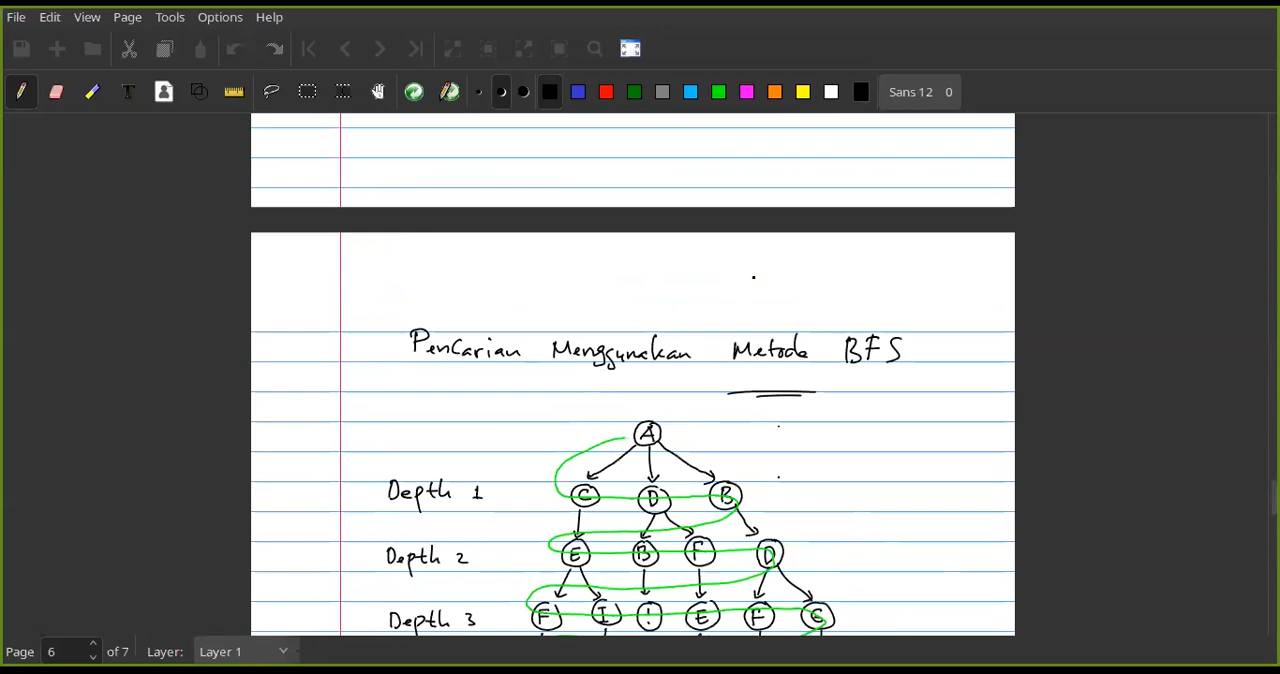 File Edit View Page Tools Options Help
Sans 12 0
Pencarian Menggunakan Metode BFS
A
Depth 1 C D B
Depth 2 E B F D
Depth 3 F I ! E F G
Page 6 of 7 Layer: Layer 1